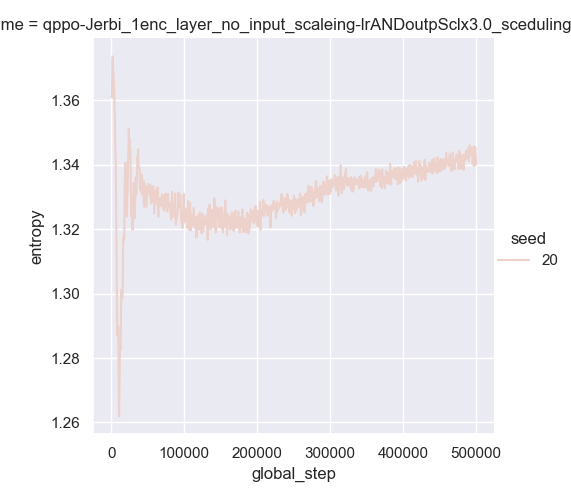 me = qppo-Jerbi_1enc_layer_no_input_scaleing-lrANDoutpSclx3.0_sceduling
1.36
1.34
1.32
1.30
1.28
1.26
entropy
seed
20
0 100000 200000 300000 400000 500000
global_step